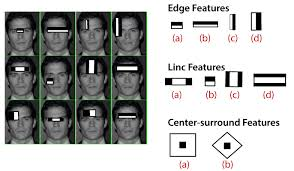 Edge Features
(a) (b) (c) (d)
Linc Features
(a) (b) (c) (d)
Center-surround Features
(a) (b)